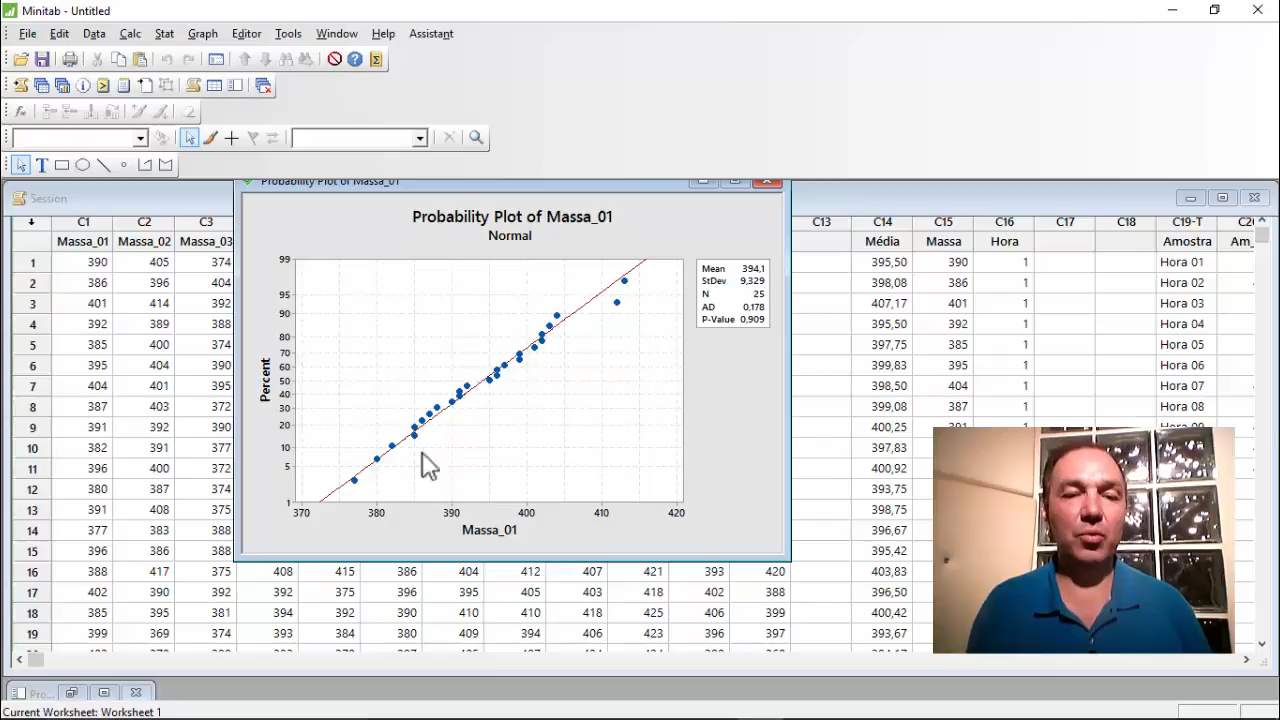 Minitab - Untitled
File Edit Data Calc Stat Graph Editor Tools Window Help Assistant
Session
Probability Plot of Massa_01
C1 C2 C3 C13 C14 C15 C16 C17 C18 C19-T
Massa_01 Massa_02 Massa_03 Média Massa Hora Amostra Am_
1 390 405 374 395,50 390 1 Hora 01
2 386 396 404 398,08 386 1 Hora 02
3 401 414 386 407,17 401 1 Hora 03
4 392 389 388 395,50 392 1 Hora 04
5 385 400 374 397,75 385 1 Hora 05
6 395 404 390 399,83 395 1 Hora 06
7 404 401 395 398,50 404 1 Hora 07
8 387 403 372 399,08 387 1 Hora 08
9 391 392 390 400,25
10 382 391 377 397,83
11 396 400 372 400,92
12 380 387 374 393,75
13 391 408 375 398,75
14 377 383 388 396,67
15 396 386 388 395,42
16 388 417 375 408 415 386 404 412 407 421 393 420 403,83
17 402 390 392 392 375 396 395 405 403 418 402 388 396,50
18 385 395 381 394 392 390 410 410 418 425 406 399 400,42
19 399 369 374 393 384 380 409 394 406 423 396 397 393,67
Probability Plot of Massa_01
Normal
99
95
90
80
70
60
50
40
30
20
10
5
1
Percent
370 380 390 400 410 420
Massa_01
Mean 394,1
StDev 9,329
N 25
AD 0,178
P-Value 0,909
Pro...
Current Worksheet: Worksheet 1